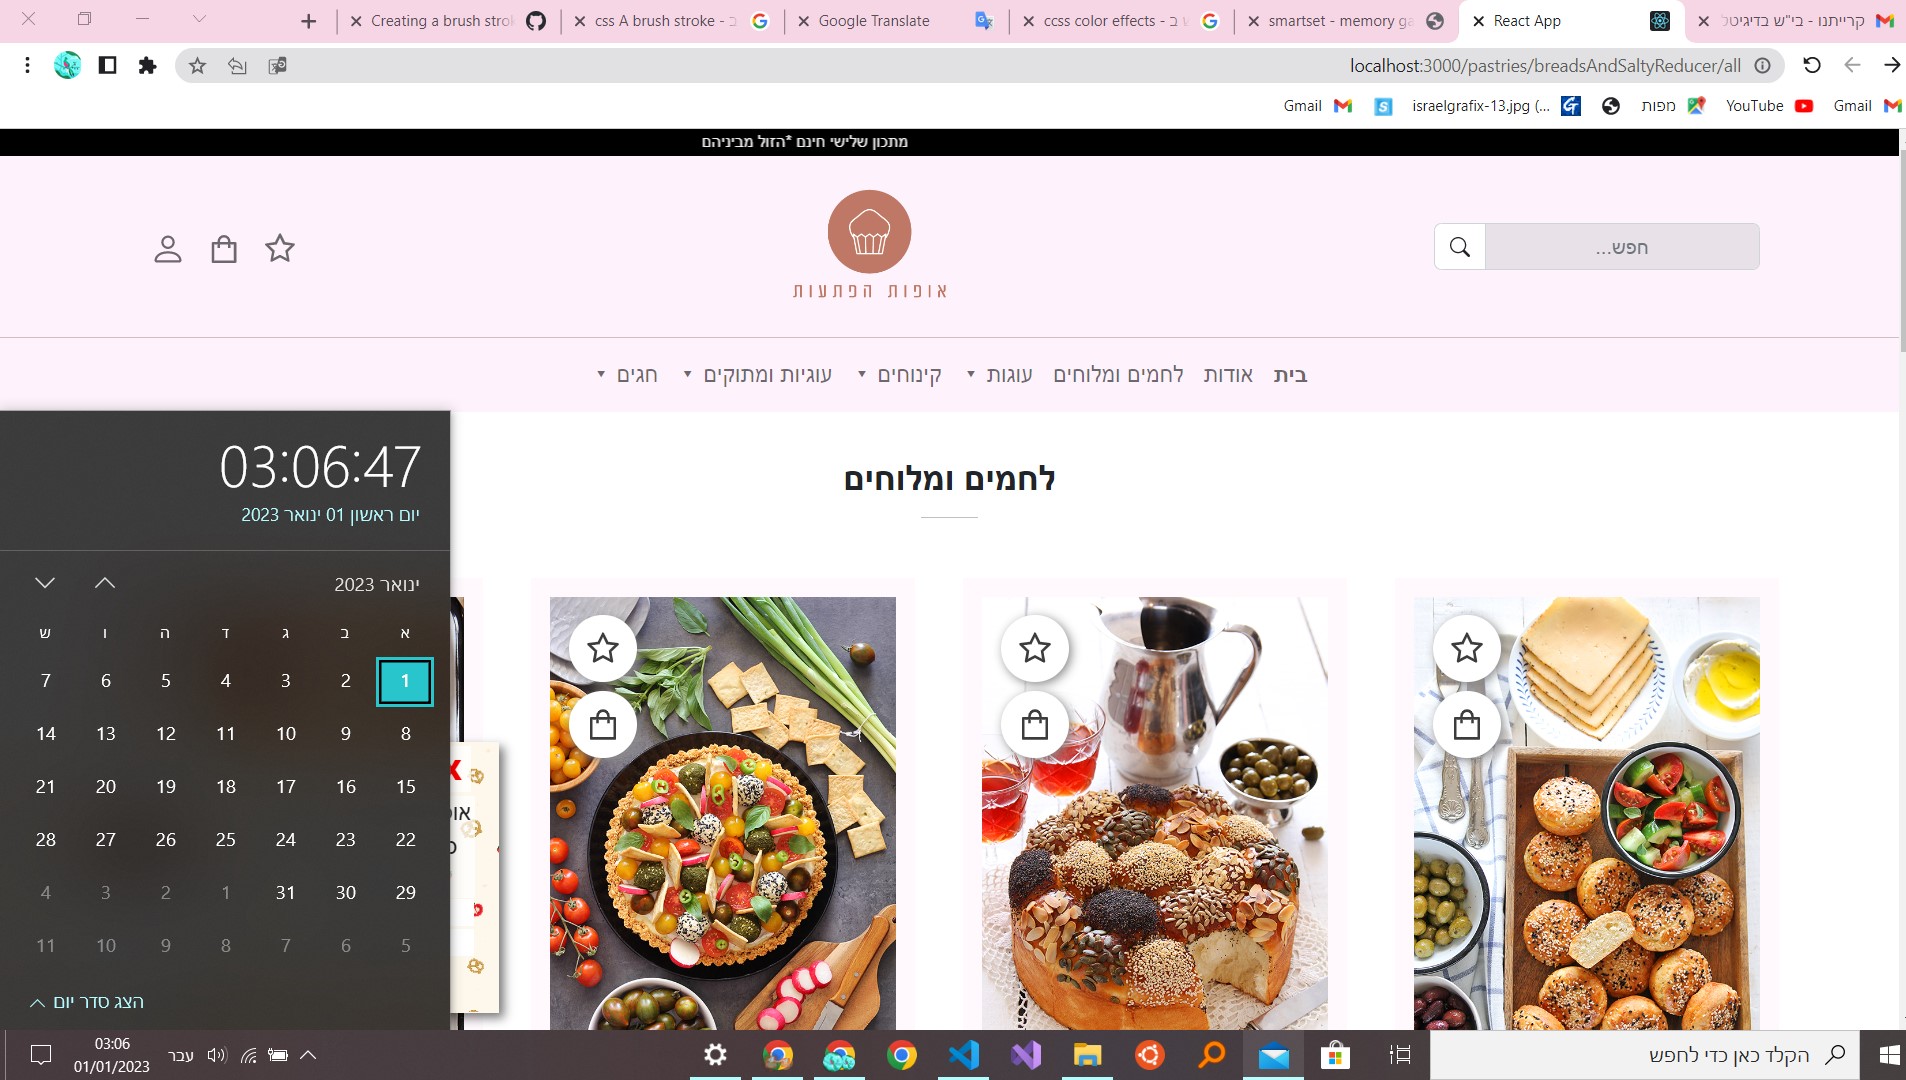 Creating a brush strok
css A brush stroke - ב
Google Translate
ccss color effects - ש ב
smartset - memory ga
React App
קרייתנו - בי"ש בדיגיטל
localhost:3000/pastries/breadsAndSaltyReducer/all
Gmail
israelgrafix-13.jpg (...
מפות
YouTube
Gmail
מתכון שלישי חינם *הזול מביניהם
אופות הפתעות
חפש...
בית
אודות
לחמים ומלוחים
עוגות
קינוחים
עוגיות ומתוקים
חגים
לחמים ומלוחים
03:06:47
יום ראשון 01 ינואר 2023
ינואר 2023
א ב ג ד ה ו ש
1 2 3 4 5 6 7
8 9 10 11 12 13 14
15 16 17 18 19 20 21
22 23 24 25 26 27 28
29 30 31 1 2 3 4
5 6 7 8 9 10 11
הצג סדר יום
הקלד כאן כדי לחפש
עבר
03:06
01/01/2023